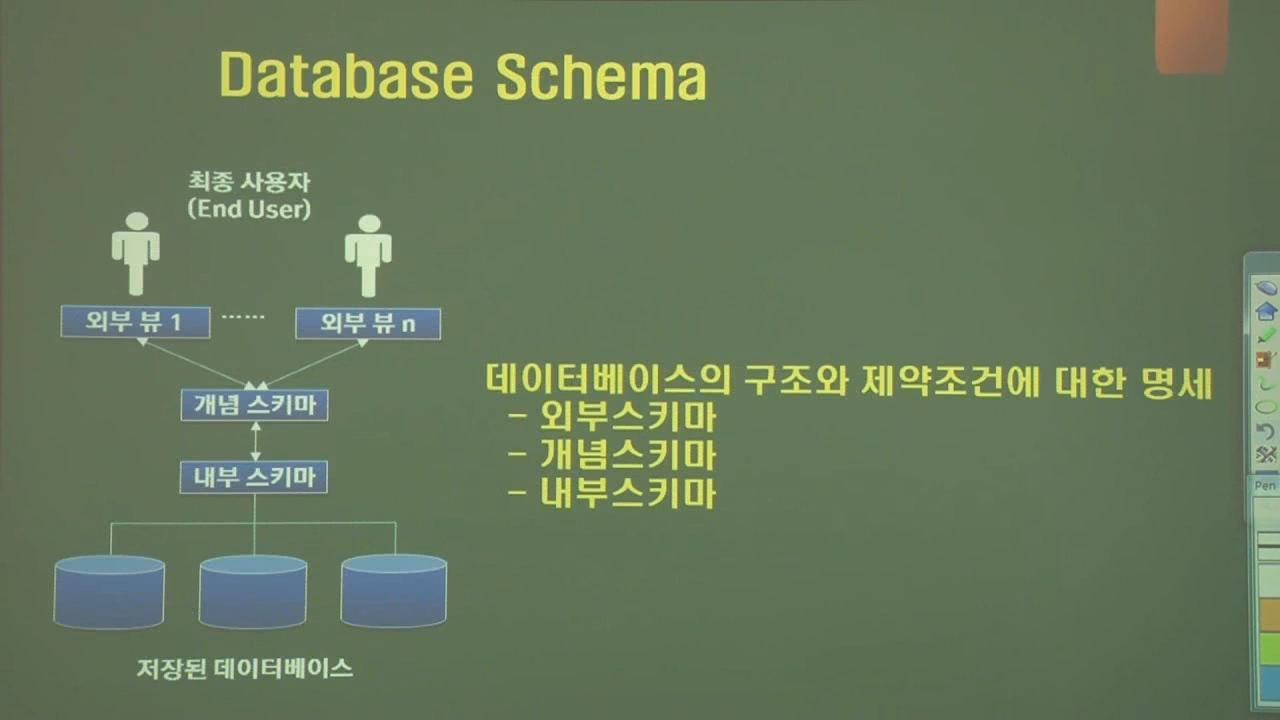 Database Schema
최종 사용자
(End User)
외부 뷰 1
......
외부 뷰 n
개념 스키마
내부 스키마
저장된 데이터베이스
데이터베이스의 구조와 제약조건에 대한 명세
- 외부스키마
- 개념스키마
- 내부스키마
Pen